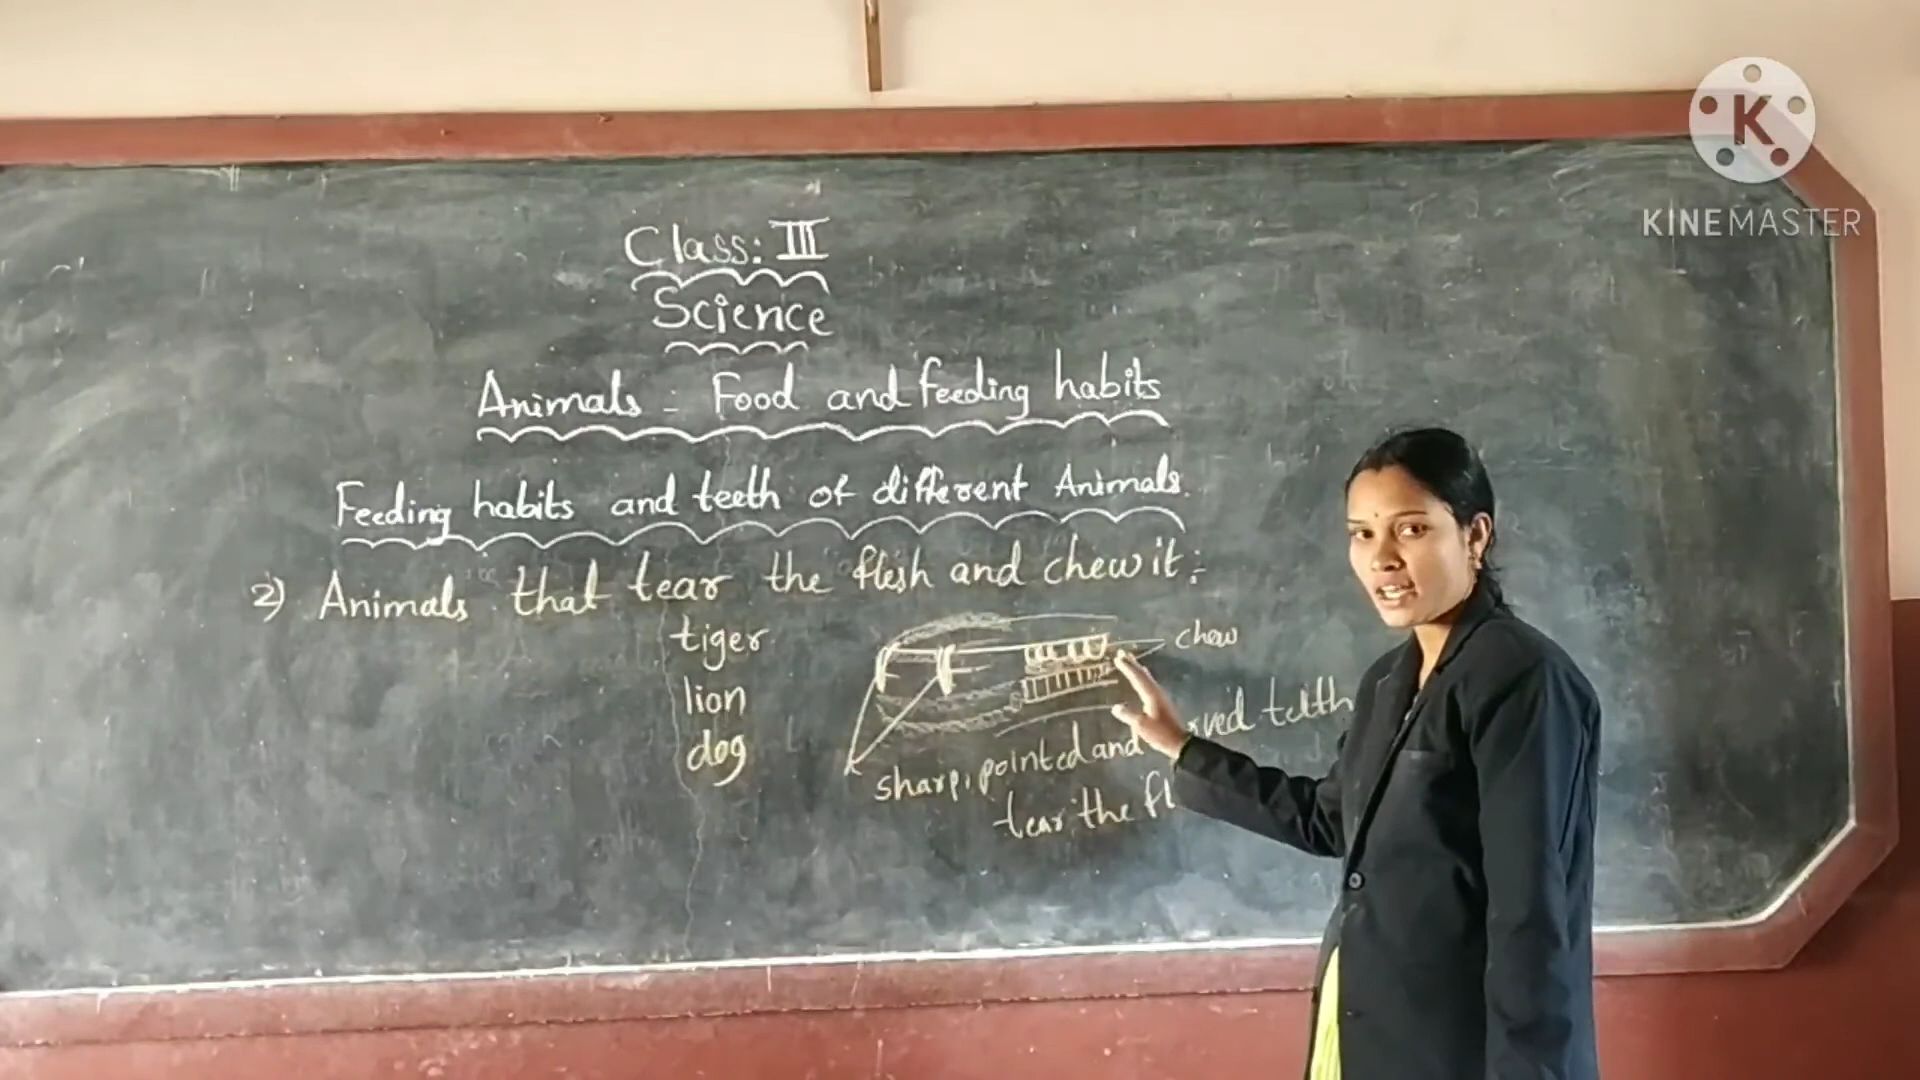 K
KINEMASTER
Class: III
Science
Animals - Food and feeding habits
Feeding habits and teeth of different Animals.
2) Animals that tear the flesh and chew it:-
tiger
lion
dog
chew
sharp, pointed and teeth
tear the